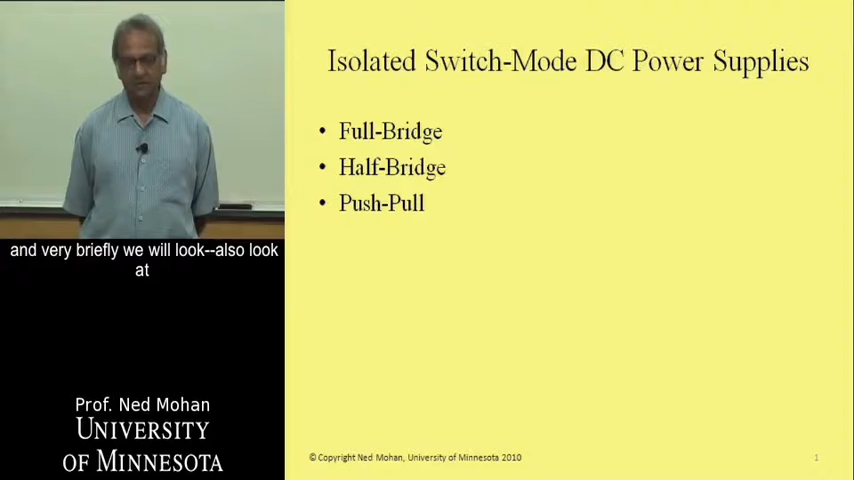 Isolated Switch-Mode DC Power Supplies
• Full-Bridge
• Half-Bridge
• Push-Pull
and very briefly we will look--also look
at
Prof. Ned Mohan
UNIVERSITY
OF MINNESOTA
© Copyright Ned Mohan, University of Minnesota 2010
1